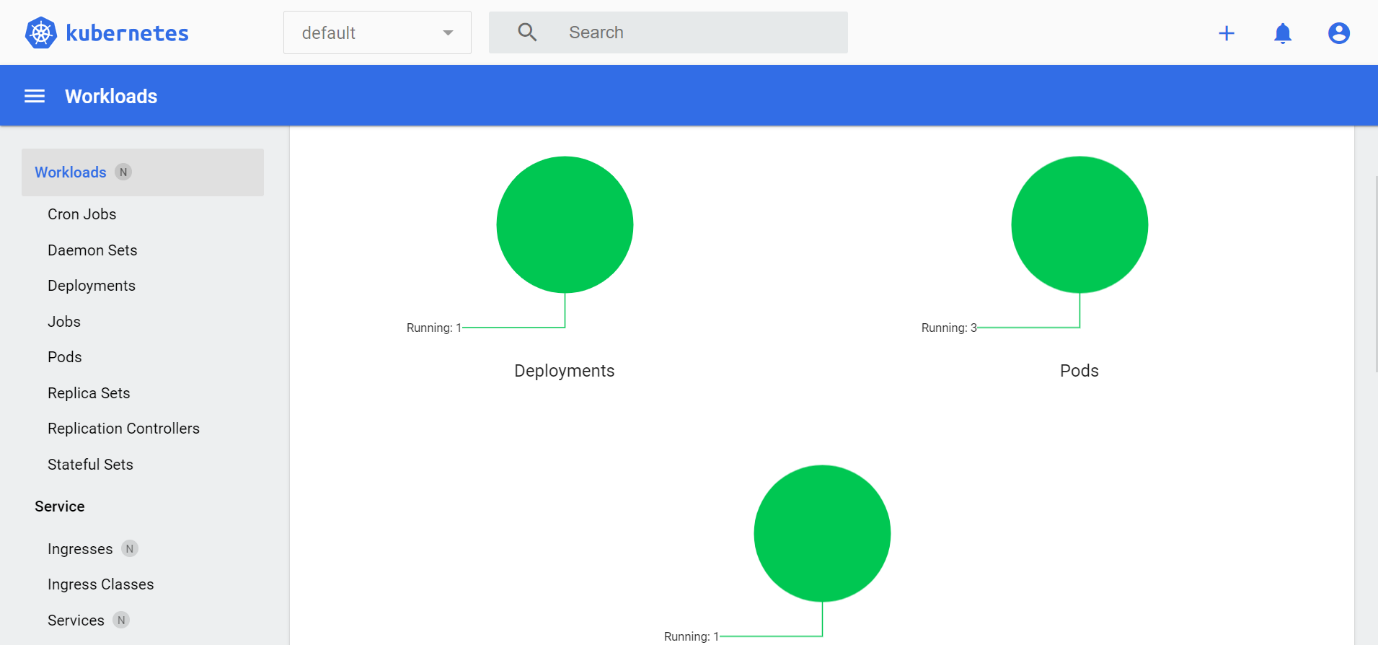 kubernetes
default
Search
Workloads
Workloads N
Cron Jobs
Daemon Sets
Deployments
Jobs
Pods
Replica Sets
Replication Controllers
Stateful Sets
Service
Ingresses N
Ingress Classes
Services N
Running: 1
Deployments
Running: 3
Pods
Running: 1